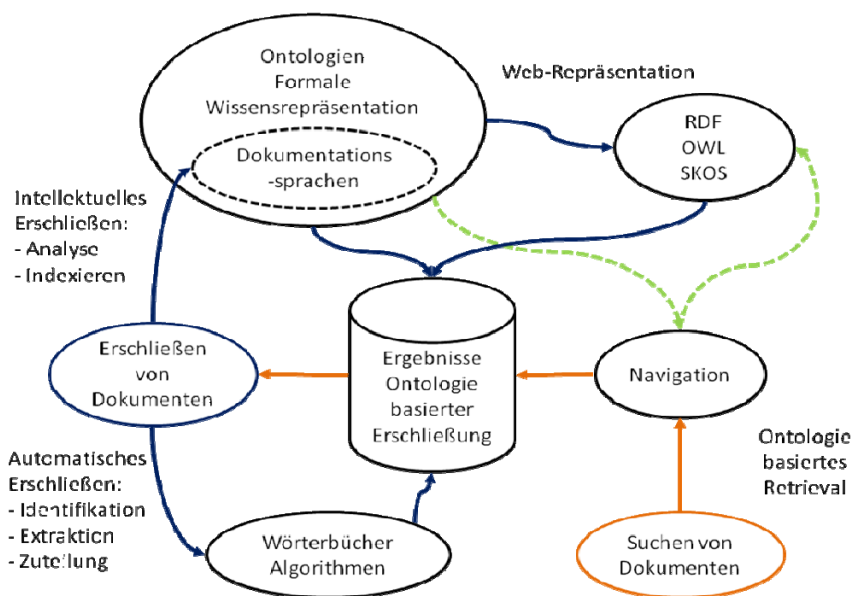 Ontologien
Formale
Wissensrepräsentation
Dokumentations
-sprachen
Web-Repräsentation
RDF
OWL
SKOS
Intellektuelles
Erschließen:
- Analyse
- Indexieren
Erschließen
von
Dokumenten
Ergebnisse
Ontologie
basierter
Erschließung
Navigation
Ontologie
basiertes
Retrieval
Automatisches
Erschließen:
- Identifikation
- Extraktion
- Zuteilung
Wörterbücher
Algorithmen
Suchen von
Dokumenten